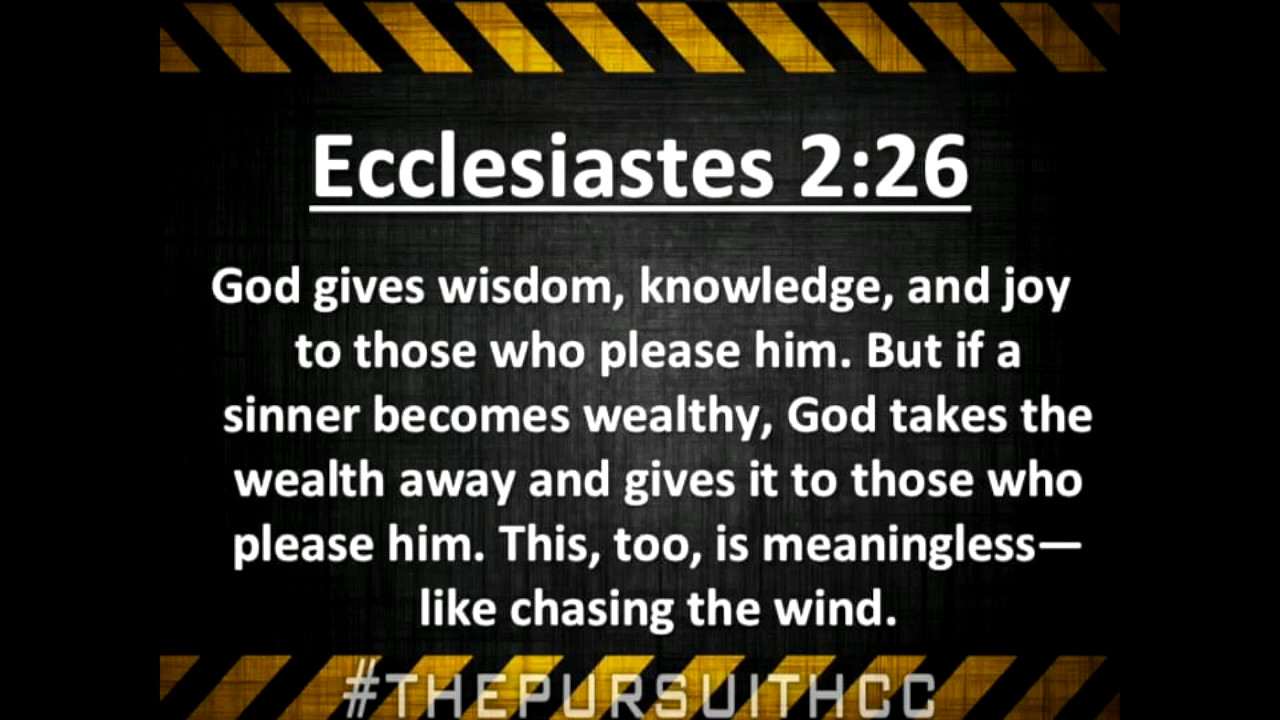 Ecclesiastes 2:26
God gives wisdom, knowledge, and joy
to those who please him. But if a
sinner becomes wealthy, God takes the
wealth away and gives it to those who
please him. This, too, is meaningless—
like chasing the wind.
#THEPURSUITHCC